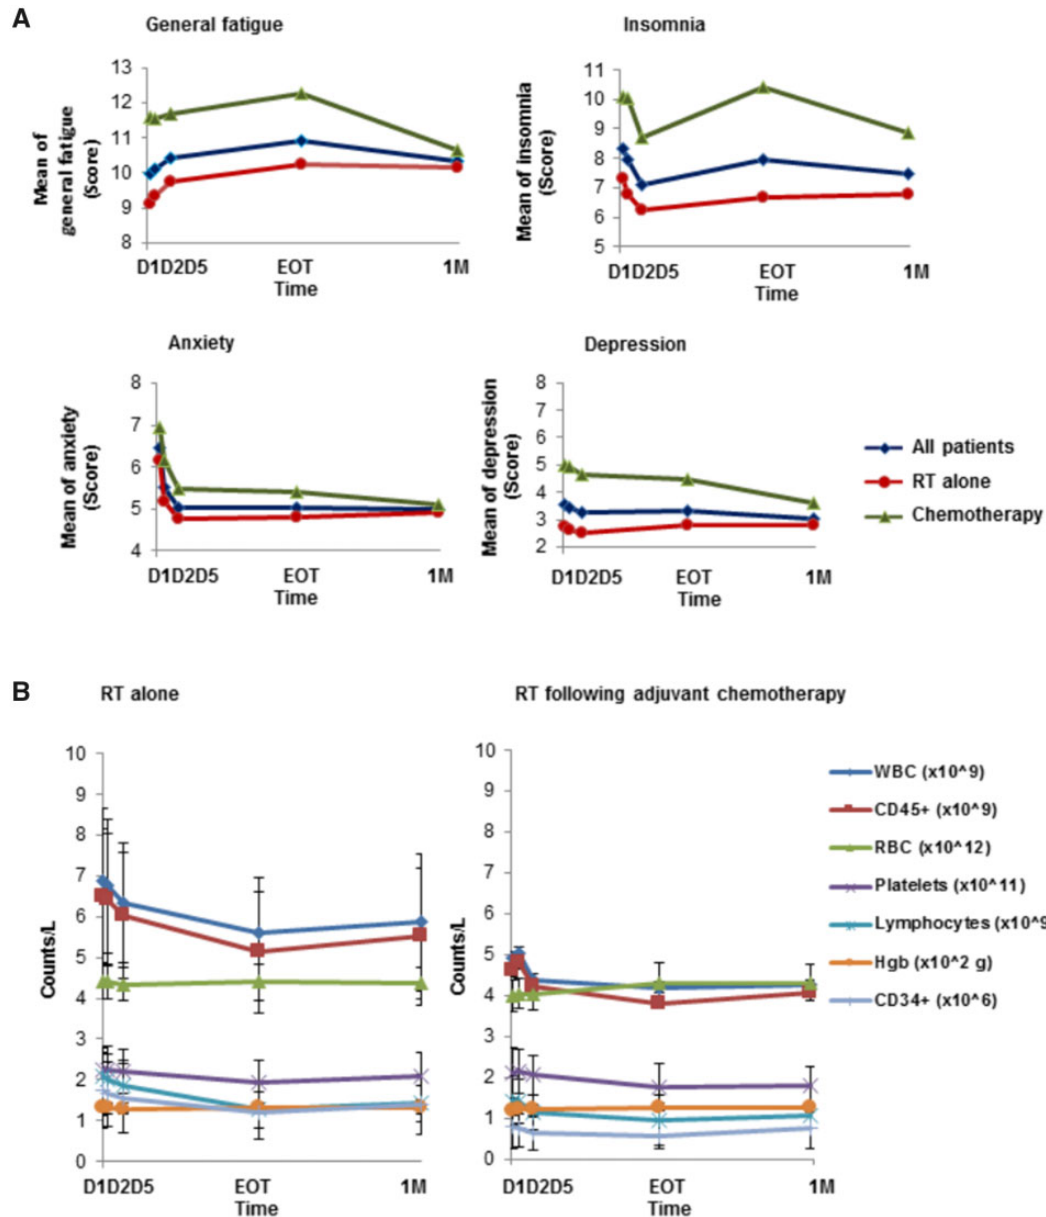 A
General fatigue
Insomnia
Mean of
general fatigue
(score)
13
12
11
10
9
8
D1D2D5
EOT
1M
Time
Mean of insomnia
(Score)
11
10
9
8
7
6
5
D1D2D5
EOT
1M
Time
Anxiety
Depression
Mean of anxiety
(Score)
8
7
6
5
4
D1D2D5
EOT
1M
Time
Mean of depression
(Score)
8
7
6
5
4
3
2
D1D2D5
EOT
1M
Time
All patients
RT alone
Chemotherapy
B
RT alone
RT following adjuvant chemotherapy
Counts/L
10
9
8
7
6
5
4
3
2
1
0
D1D2D5
EOT
1M
Time
Counts/L
10
9
8
7
6
5
4
3
2
1
0
D1D2D5
EOT
1M
Time
WBC (x10^9)
CD45+ (x10^9)
RBC (x10^12)
Platelets (x10^11)
Lymphocytes (x10^9
Hgb (x10^2 g)
CD34+ (x10^6)